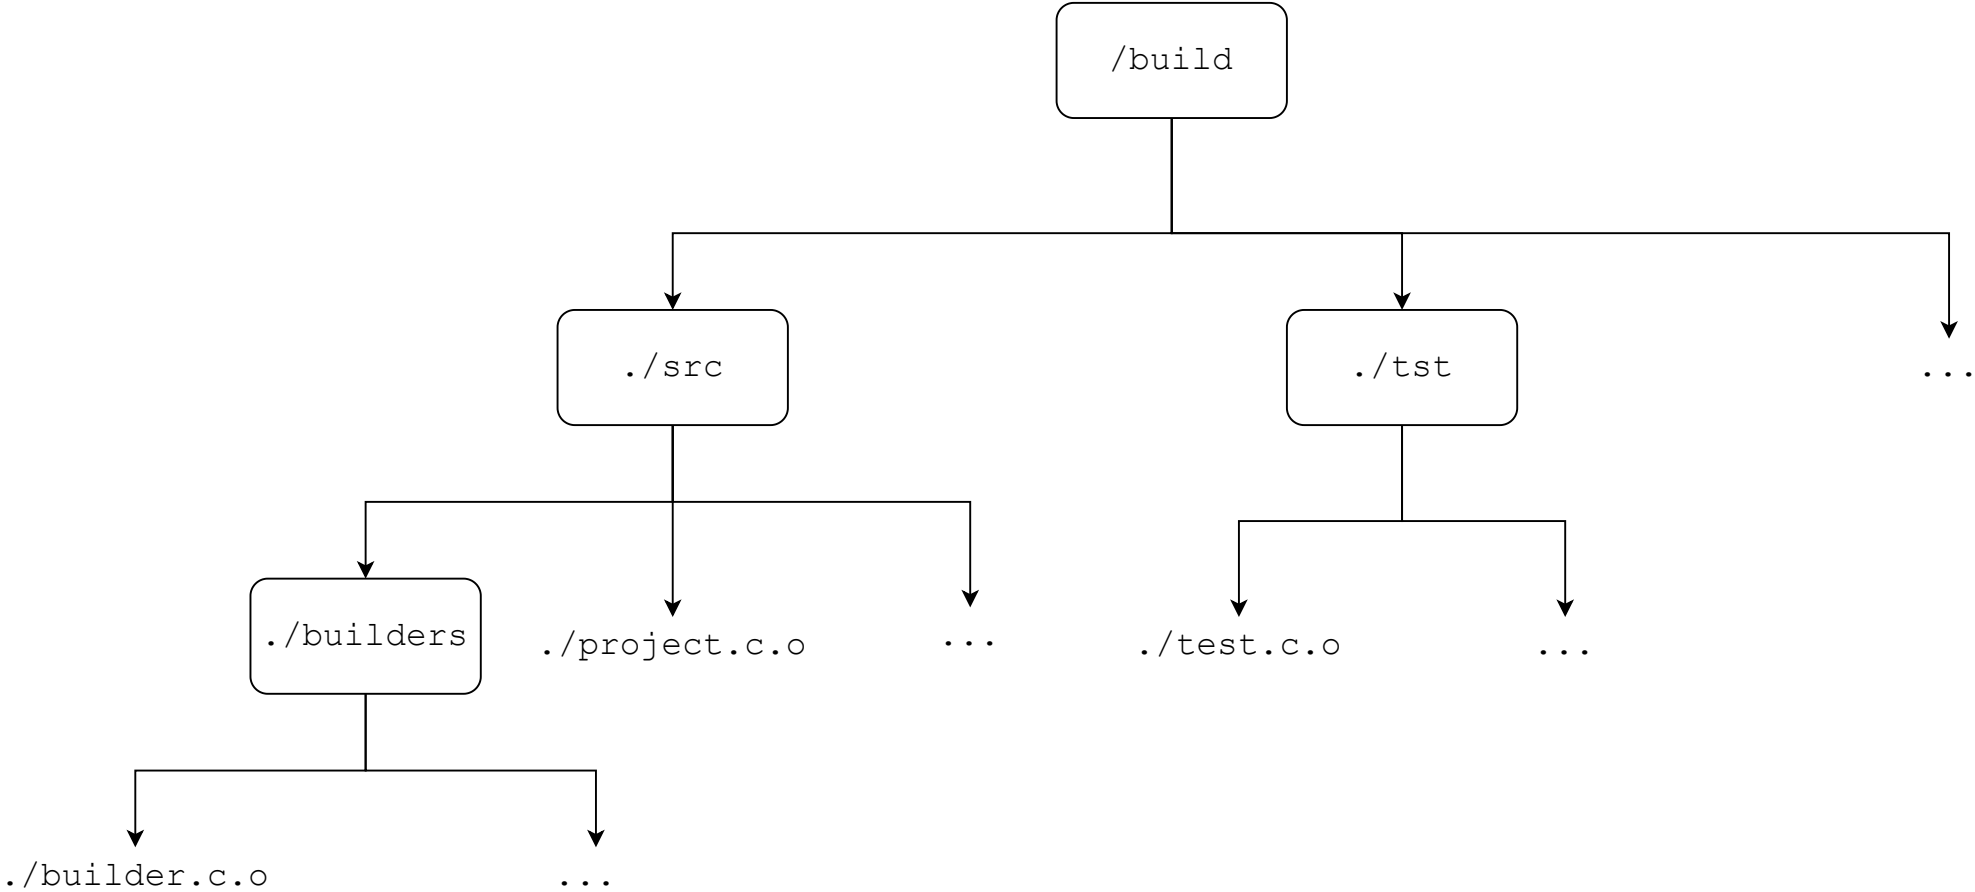 /build
./src
./tst
...
./builders
./project.c.o
...
./test.c.o
...
./builder.c.o
...